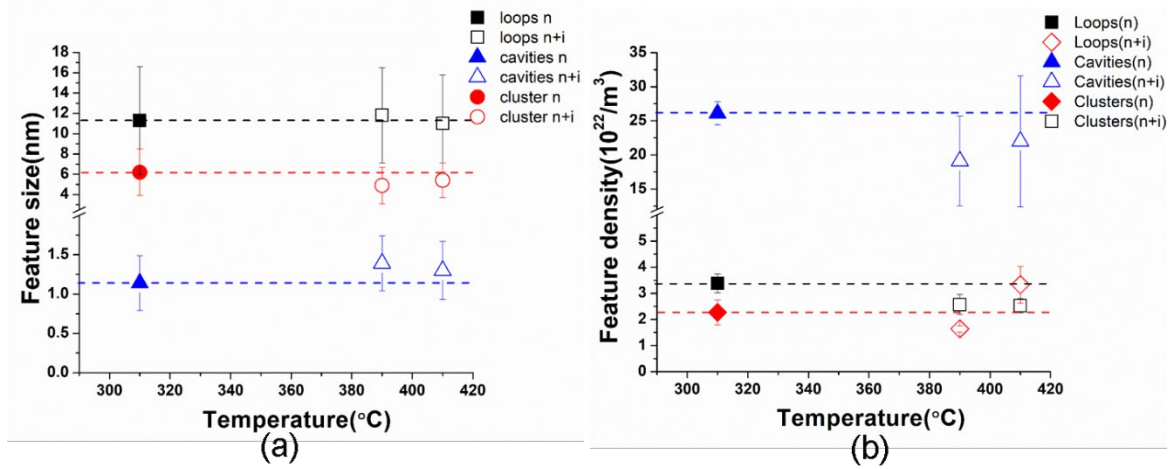 loops n
loops n+i
cavities n
cavities n+i
cluster n
cluster n+i
Feature size(nm)
18
16
14
12
10
8
6
4
1.5
1.0
0.5
0.0
300 320 340 360 380 400 420
Temperature(°C)
(a)
Loops(n)
Loops(n+i)
Cavities(n)
Cavities(n+i)
Clusters(n)
Clusters(n+i)
Feature density(10²²/m³)
35
30
25
20
15
5
4
3
2
1
0
300 320 340 360 380 400 420
Temperature(°C)
(b)